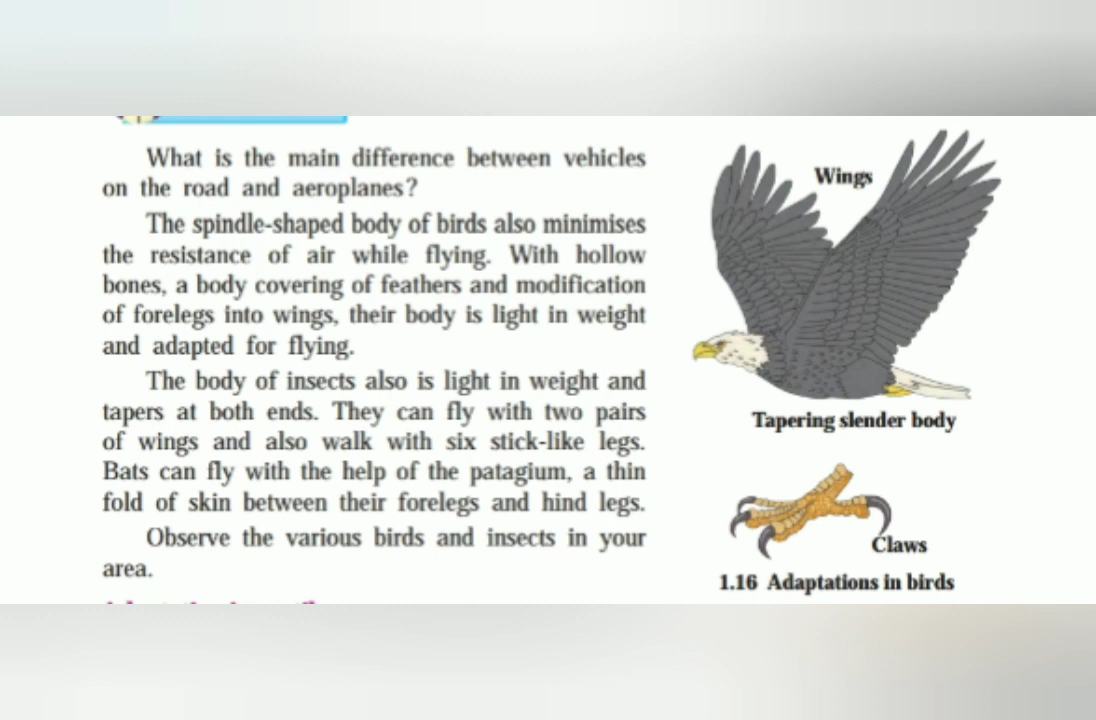 What is the main difference between vehicles
on the road and aeroplanes?
The spindle-shaped body of birds also minimises
the resistance of air while flying. With hollow
bones, a body covering of feathers and modification
of forelegs into wings, their body is light in weight
and adapted for flying.
The body of insects also is light in weight and
tapers at both ends. They can fly with two pairs
of wings and also walk with six stick-like legs.
Bats can fly with the help of the patagium, a thin
fold of skin between their forelegs and hind legs.
Observe the various birds and insects in your
area.
Wings
Tapering slender body
Claws
1.16 Adaptations in birds